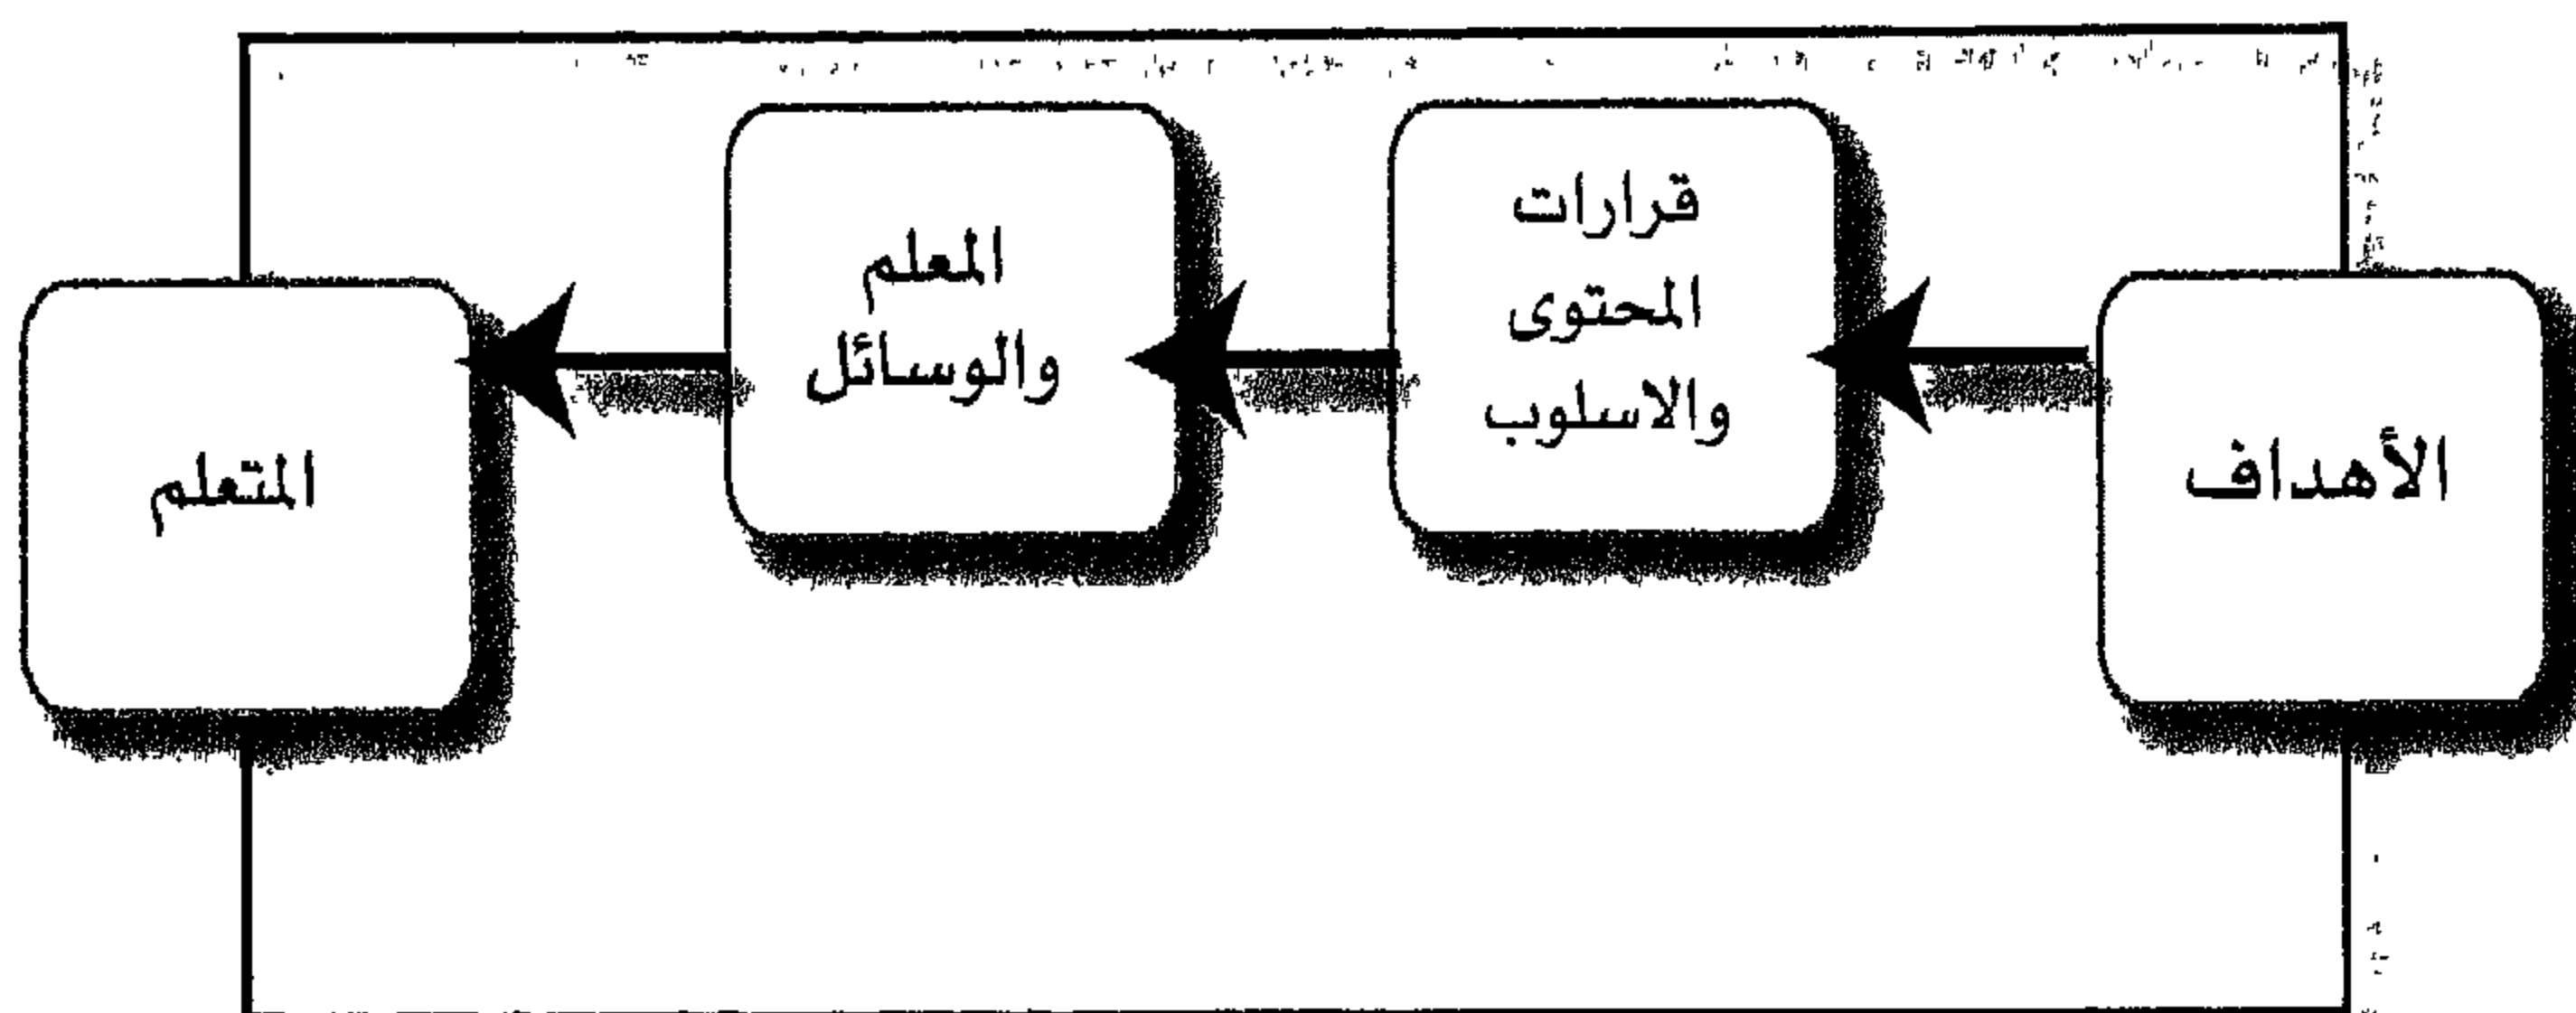 الأهداف
قرارات
المحتوى
والاسلوب
المعلم
والوسائل
المتعلم